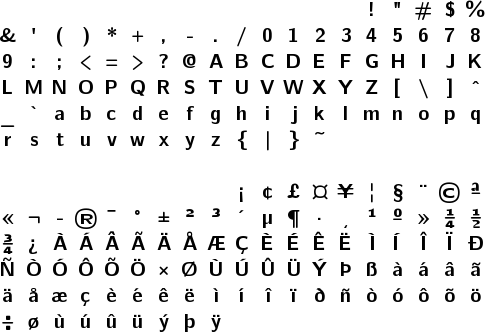 ! " # $ %
& ' ( ) * + , - . / 0 1 2 3 4 5 6 7 8
9 : ; < = > ? @ A B C D E F G H I J K
L M N O P Q R S T U V W X Y Z [ \ ] ^
_ ` a b c d e f g h i j k l m n o p q
r s t u v w x y z { | } ~
¡ ¢ £ ¤ ¥ ¦ § ¨ © ª
« ¬ - ® ¯ ° ± ² ³ ´ µ ¶ · ¸ ¹ º » ¼ ½
¾ ¿ À Á Â Ã Ä Å Æ Ç È É Ê Ë Ì Í Î Ï Ð
Ñ Ò Ó Ô Õ Ö × Ø Ù Ú Û Ü Ý Þ ß à á â ã
ä å æ ç è é ê ë ì í î ï ð ñ ò ó ô õ ö
÷ ø ù ú û ü ý þ ÿ